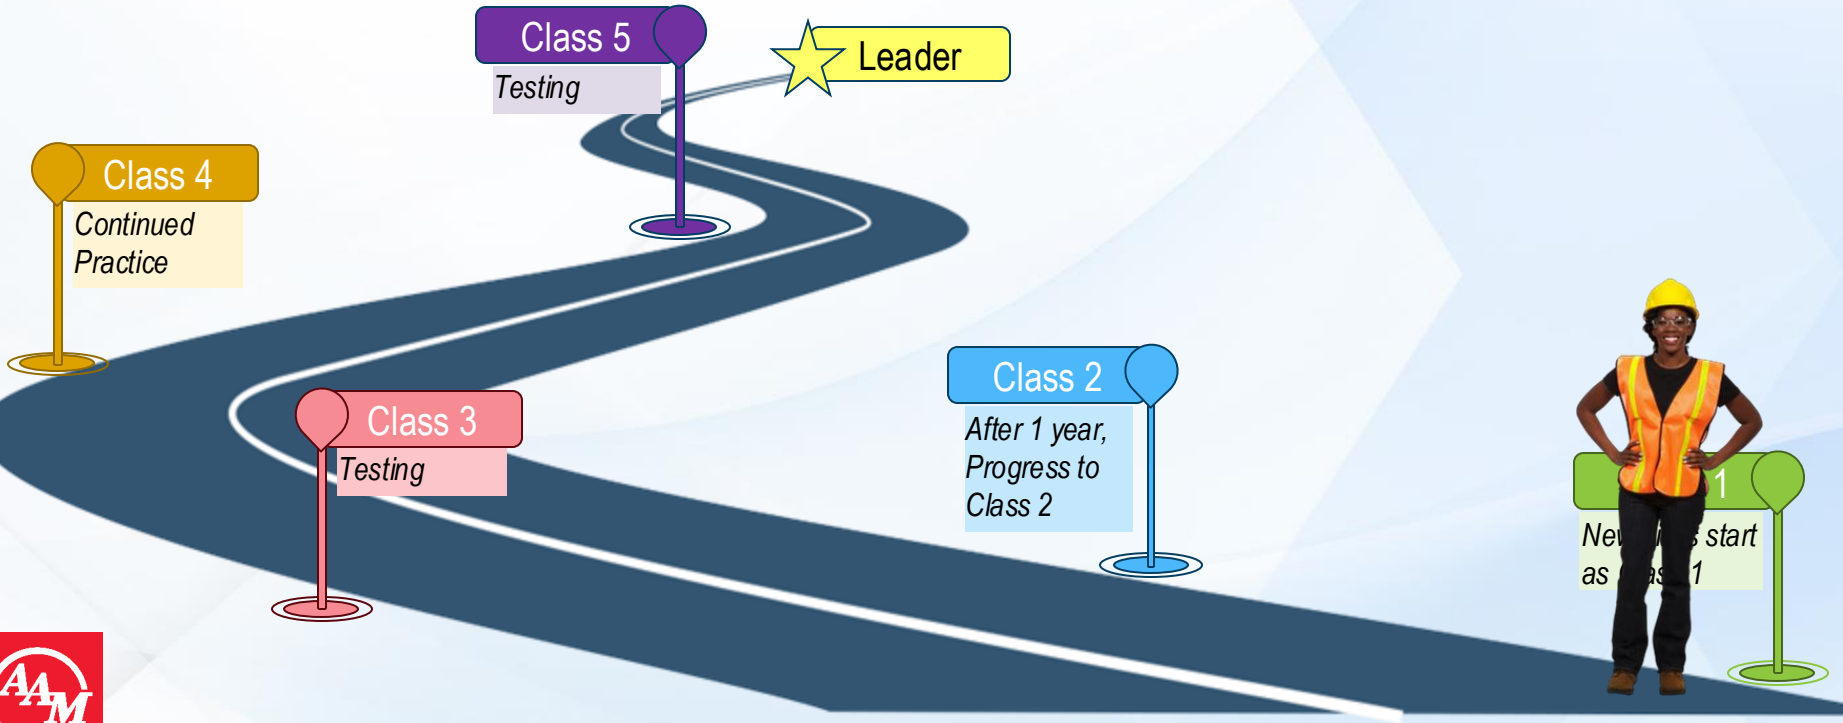 Class 5
Testing
Leader
Class 4
Continued
Practice
Class 3
Testing
Class 2
After 1 year,
Progress to
Class 2
1
start
as 1
AAM